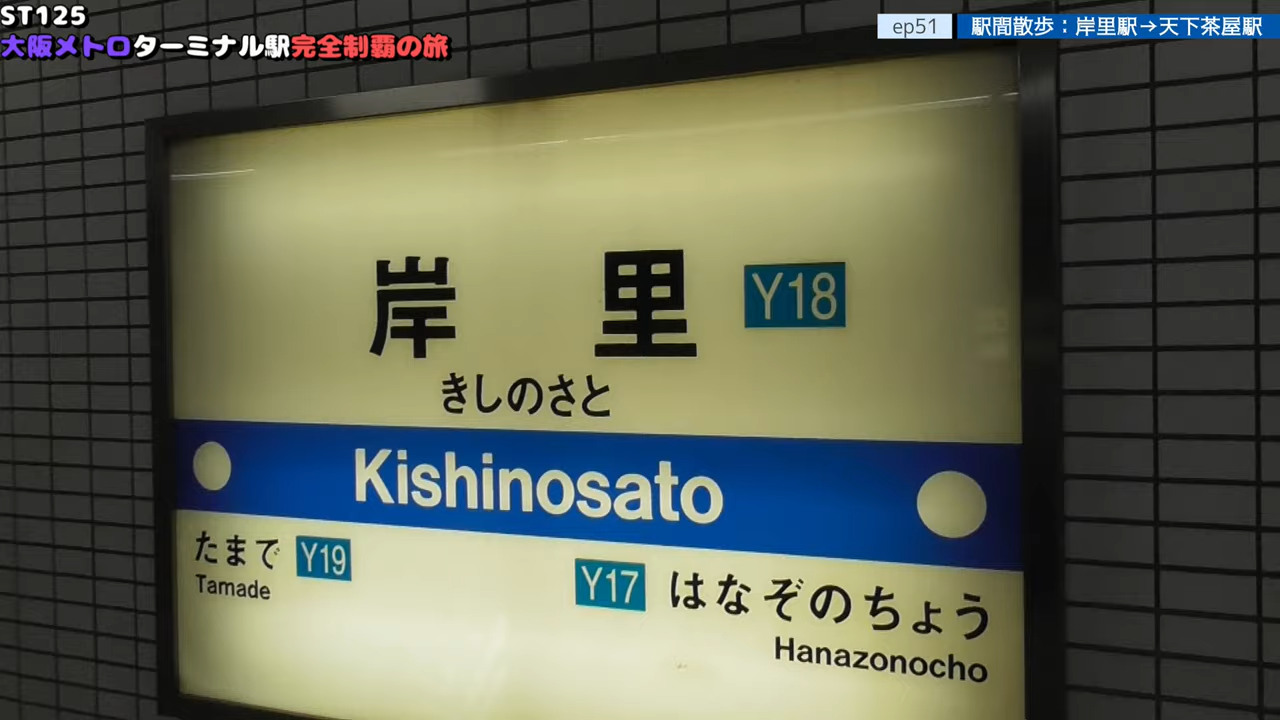 ST125
大阪メトロターミナル駅完全制覇の旅
ep51 駅間散歩：岸里駅→天下茶屋駅
岸里 Y18
きしのさと
Kishinosato
たまで Y19
Tamade
Y17 はなぞのちょう
Hanazonocho